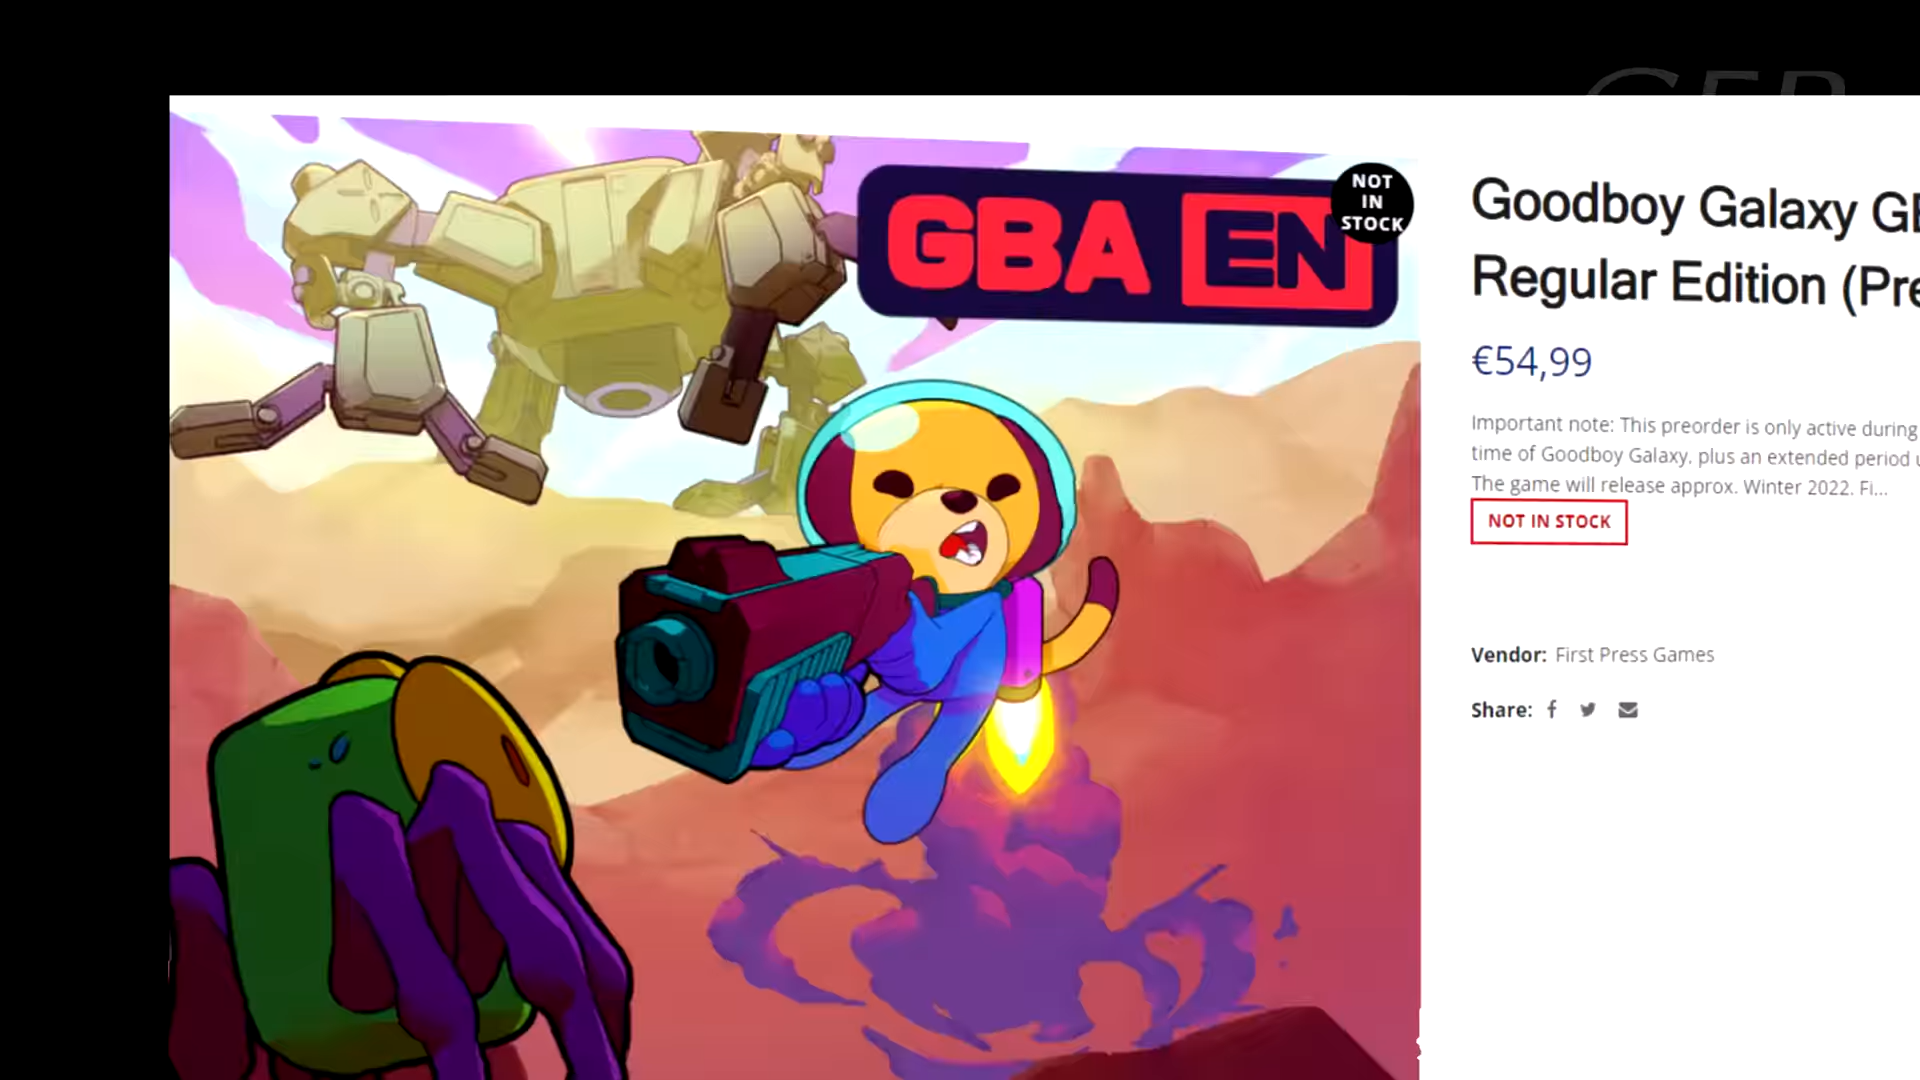 GBA EN
NOT
IN
STOCK
Goodboy Galaxy
Regular Edition
€54,99
Important note: This preorder is only active during
time of Goodboy Galaxy, plus an extended period
The game will release approx. Winter 2022. Fi...
NOT IN STOCK
Vendor: First Press Games
Share: